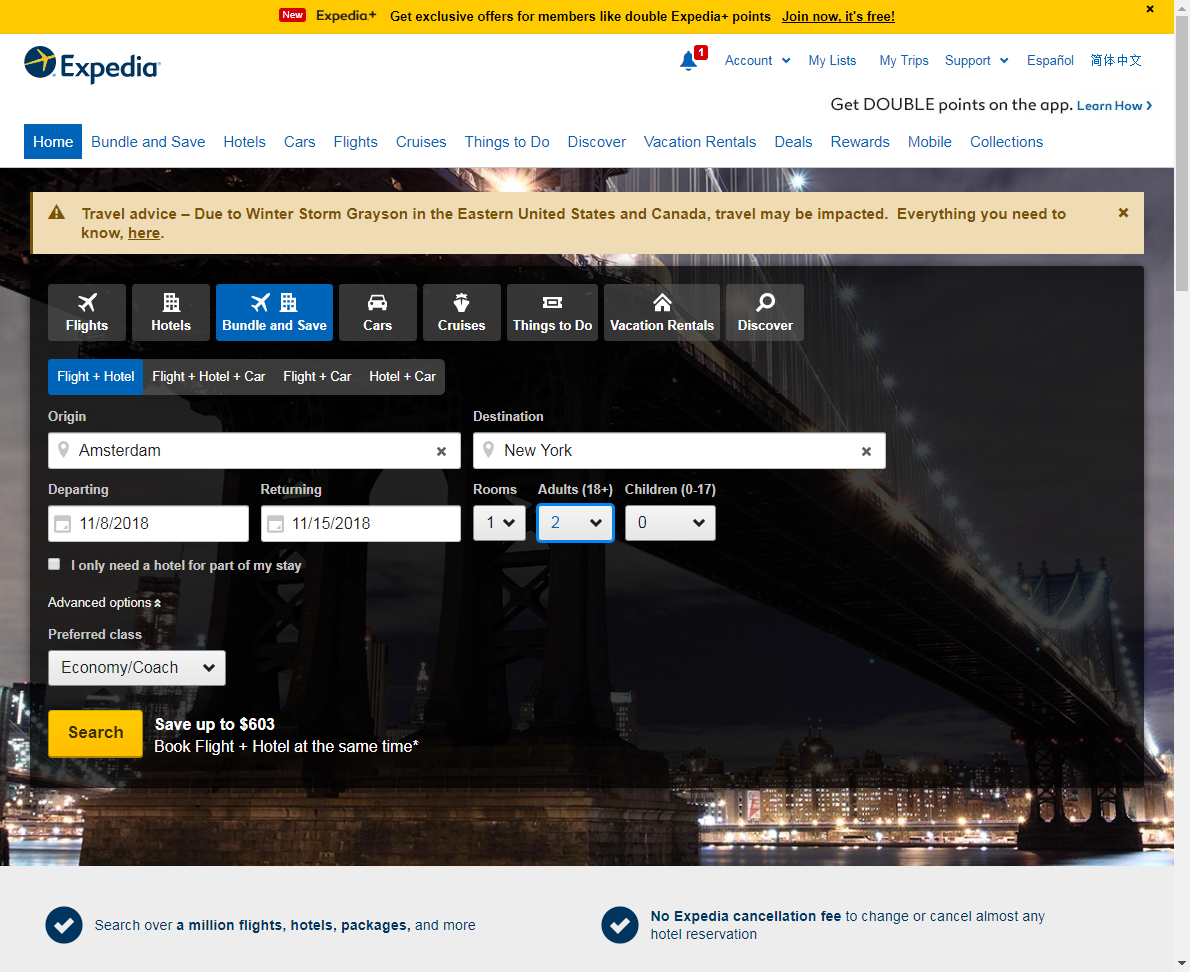 New Expedia+ Get exclusive offers for members like double Expedia+ points Join now, it's free!
Expedia
1 Account My Lists My Trips Support Español 简体中文
Get DOUBLE points on the app. Learn How
Home Bundle and Save Hotels Cars Flights Cruises Things to Do Discover Vacation Rentals Deals Rewards Mobile Collections
Travel advice – Due to Winter Storm Grayson in the Eastern United States and Canada, travel may be impacted. Everything you need to
know, here.
Flights Hotels Bundle and Save Cars Cruises Things to Do Vacation Rentals Discover
Flight + Hotel Flight + Hotel + Car Flight + Car Hotel + Car
Origin Destination
Amsterdam New York
Departing Returning Rooms Adults (18+) Children (0-17)
11/8/2018 11/15/2018 1 2 0
I only need a hotel for part of my stay
Advanced options
Preferred class
Economy/Coach
Search
Save up to $603
Book Flight + Hotel at the same time*
Search over a million flights, hotels, packages, and more
No Expedia cancellation fee to change or cancel almost any
hotel reservation